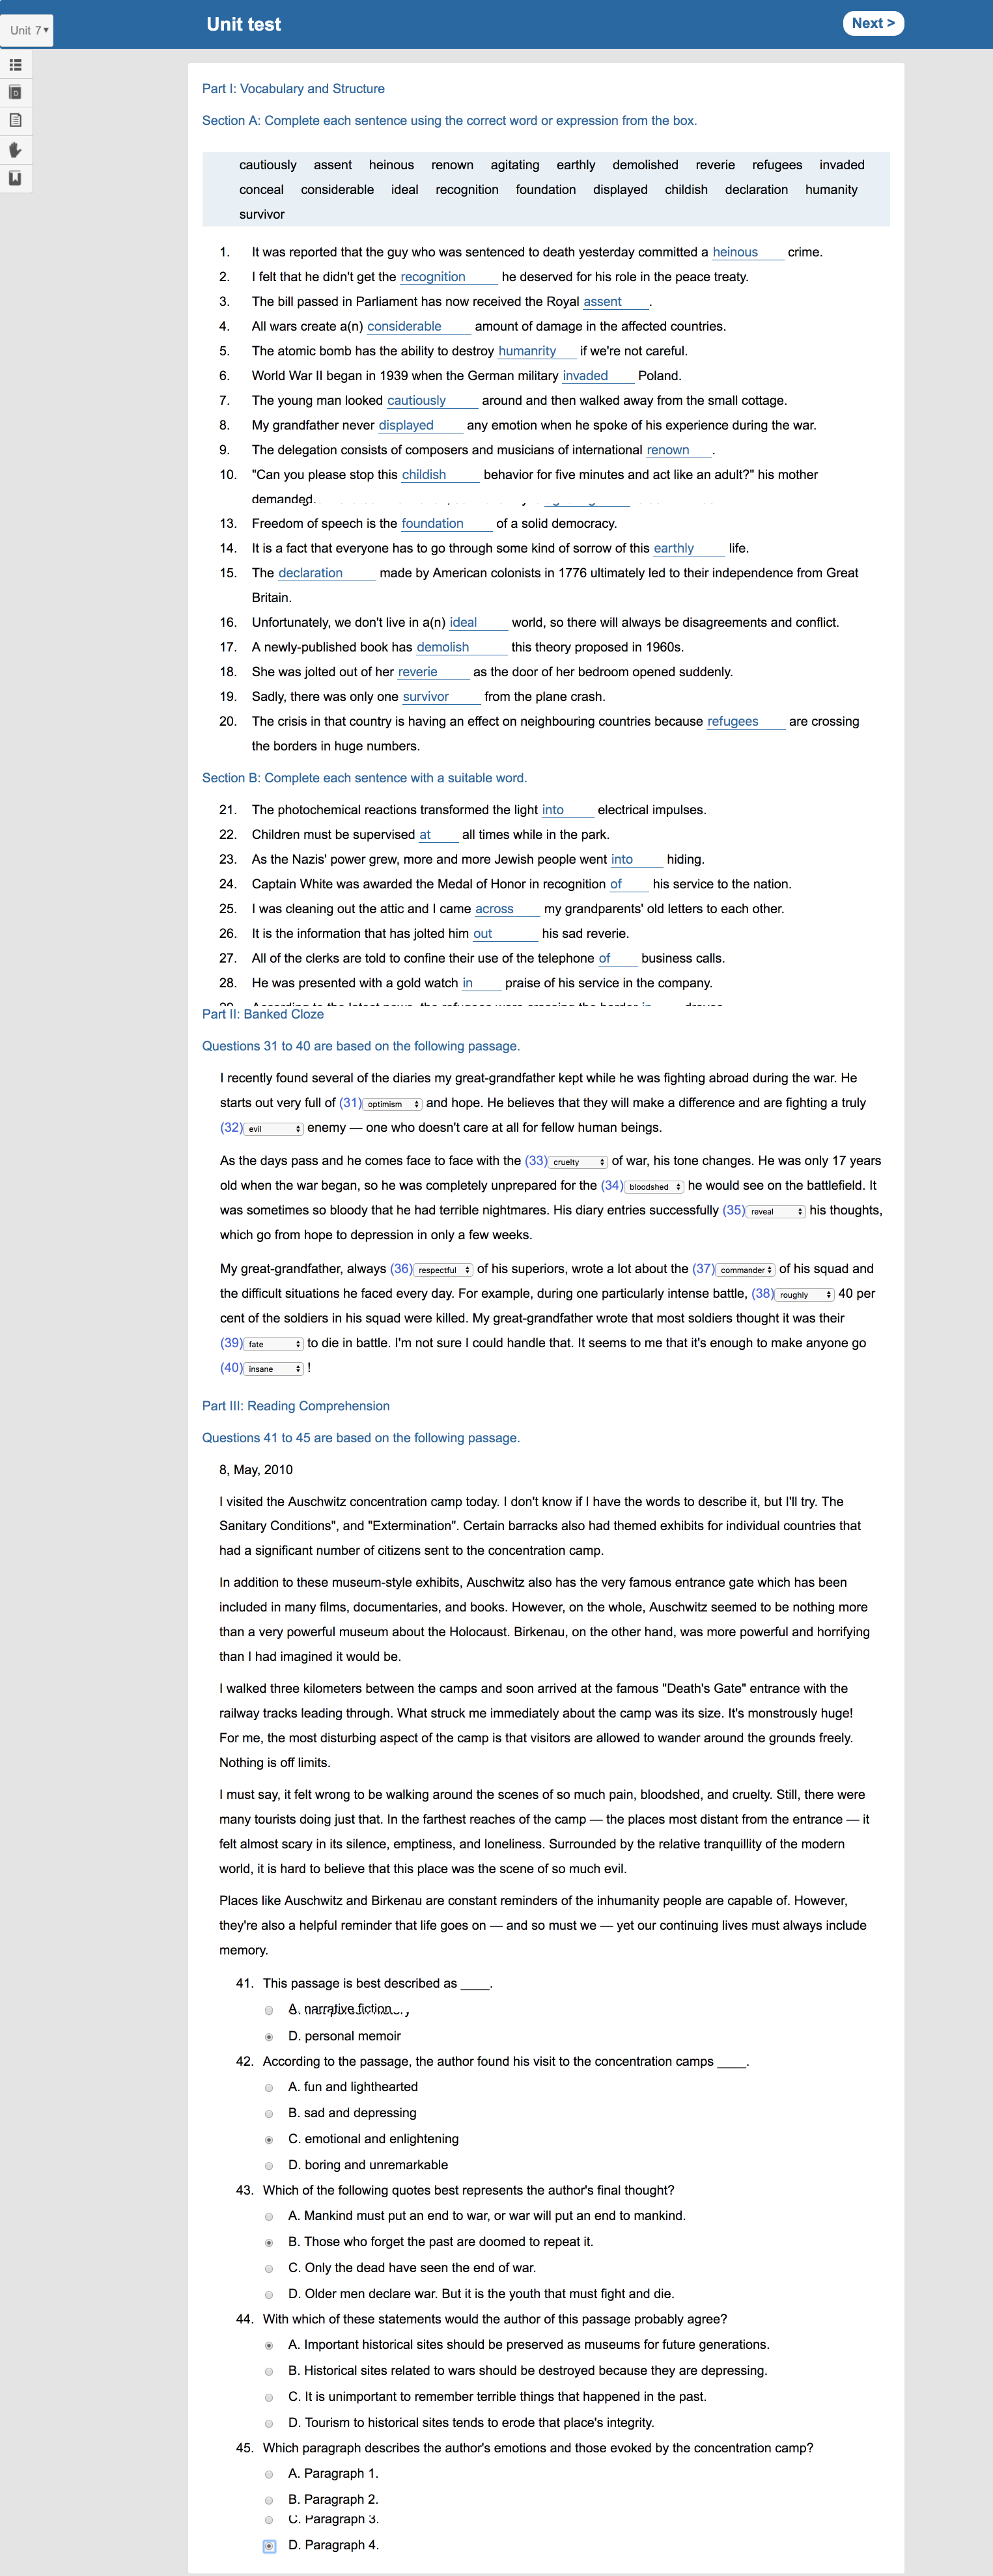 Unit 7
Unit test
Next >
Part I: Vocabulary and Structure
Section A: Complete each sentence using the correct word or expression from the box.
cautiously assent heinous renown agitating earthly demolished reverie refugees invaded
conceal considerable ideal recognition foundation displayed childish declaration humanity
survivor
1. It was reported that the guy who was sentenced to death yesterday committed a heinous crime.
2. I felt that he didn't get the recognition he deserved for his role in the peace treaty.
3. The bill passed in Parliament has now received the Royal assent .
4. All wars create a(n) considerable amount of damage in the affected countries.
5. The atomic bomb has the ability to destroy humanrity if we're not careful.
6. World War II began in 1939 when the German military invaded Poland.
7. The young man looked cautiously around and then walked away from the small cottage.
8. My grandfather never displayed any emotion when he spoke of his experience during the war.
9. The delegation consists of composers and musicians of international renown .
10. "Can you please stop this childish behavior for five minutes and act like an adult?" his mother
demanded.
13. Freedom of speech is the foundation of a solid democracy.
14. It is a fact that everyone has to go through some kind of sorrow of this earthly life.
15. The declaration made by American colonists in 1776 ultimately led to their independence from Great
Britain.
16. Unfortunately, we don't live in a(n) ideal world, so there will always be disagreements and conflict.
17. A newly-published book has demolish this theory proposed in 1960s.
18. She was jolted out of her reverie as the door of her bedroom opened suddenly.
19. Sadly, there was only one survivor from the plane crash.
20. The crisis in that country is having an effect on neighbouring countries because refugees are crossing
the borders in huge numbers.
Section B: Complete each sentence with a suitable word.
21. The photochemical reactions transformed the light into electrical impulses.
22. Children must be supervised at all times while in the park.
23. As the Nazis' power grew, more and more Jewish people went into hiding.
24. Captain White was awarded the Medal of Honor in recognition of his service to the nation.
25. I was cleaning out the attic and I came across my grandparents' old letters to each other.
26. It is the information that has jolted him out his sad reverie.
27. All of the clerks are told to confine their use of the telephone of business calls.
28. He was presented with a gold watch in praise of his service in the company.
Part II: Banked Cloze
Questions 31 to 40 are based on the following passage.
I recently found several of the diaries my great-grandfather kept while he was fighting abroad during the war. He
starts out very full of (31) optimism and hope. He believes that they will make a difference and are fighting a truly
(32) evil enemy — one who doesn't care at all for fellow human beings.
As the days pass and he comes face to face with the (33) cruelty of war, his tone changes. He was only 17 years
old when the war began, so he was completely unprepared for the (34) bloodshed he would see on the battlefield. It
was sometimes so bloody that he had terrible nightmares. His diary entries successfully (35) reveal his thoughts,
which go from hope to depression in only a few weeks.
My great-grandfather, always (36) respectful of his superiors, wrote a lot about the (37) commander of his squad and
the difficult situations he faced every day. For example, during one particularly intense battle, (38) roughly 40 per
cent of the soldiers in his squad were killed. My great-grandfather wrote that most soldiers thought it was their
(39) fate to die in battle. I'm not sure I could handle that. It seems to me that it's enough to make anyone go
(40) insane !
Part III: Reading Comprehension
Questions 41 to 45 are based on the following passage.
8, May, 2010
I visited the Auschwitz concentration camp today. I don't know if I have the words to describe it, but I'll try. The
Sanitary Conditions", and "Extermination". Certain barracks also had themed exhibits for individual countries that
had a significant number of citizens sent to the concentration camp.
In addition to these museum-style exhibits, Auschwitz also has the very famous entrance gate which has been
included in many films, documentaries, and books. However, on the whole, Auschwitz seemed to be nothing more
than a very powerful museum about the Holocaust. Birkenau, on the other hand, was more powerful and horrifying
than I had imagined it would be.
I walked three kilometers between the camps and soon arrived at the famous "Death's Gate" entrance with the
railway tracks leading through. What struck me immediately about the camp was its size. It's monstrously huge!
For me, the most disturbing aspect of the camp is that visitors are allowed to wander around the grounds freely.
Nothing is off limits.
I must say, it felt wrong to be walking around the scenes of so much pain, bloodshed, and cruelty. Still, there were
many tourists doing just that. In the farthest reaches of the camp — the places most distant from the entrance — it
felt almost scary in its silence, emptiness, and loneliness. Surrounded by the relative tranquillity of the modern
world, it is hard to believe that this place was the scene of so much evil.
Places like Auschwitz and Birkenau are constant reminders of the inhumanity people are capable of. However,
they're also a helpful reminder that life goes on — and so must we — yet our continuing lives must always include
memory.
41. This passage is best described as ____.
A. narrative fiction
D. personal memoir
42. According to the passage, the author found his visit to the concentration camps ____.
A. fun and lighthearted
B. sad and depressing
C. emotional and enlightening
D. boring and unremarkable
43. Which of the following quotes best represents the author's final thought?
A. Mankind must put an end to war, or war will put an end to mankind.
B. Those who forget the past are doomed to repeat it.
C. Only the dead have seen the end of war.
D. Older men declare war. But it is the youth that must fight and die.
44. With which of these statements would the author of this passage probably agree?
A. Important historical sites should be preserved as museums for future generations.
B. Historical sites related to wars should be destroyed because they are depressing.
C. It is unimportant to remember terrible things that happened in the past.
D. Tourism to historical sites tends to erode that place's integrity.
45. Which paragraph describes the author's emotions and those evoked by the concentration camp?
A. Paragraph 1.
B. Paragraph 2.
C. Paragraph 3.
D. Paragraph 4.